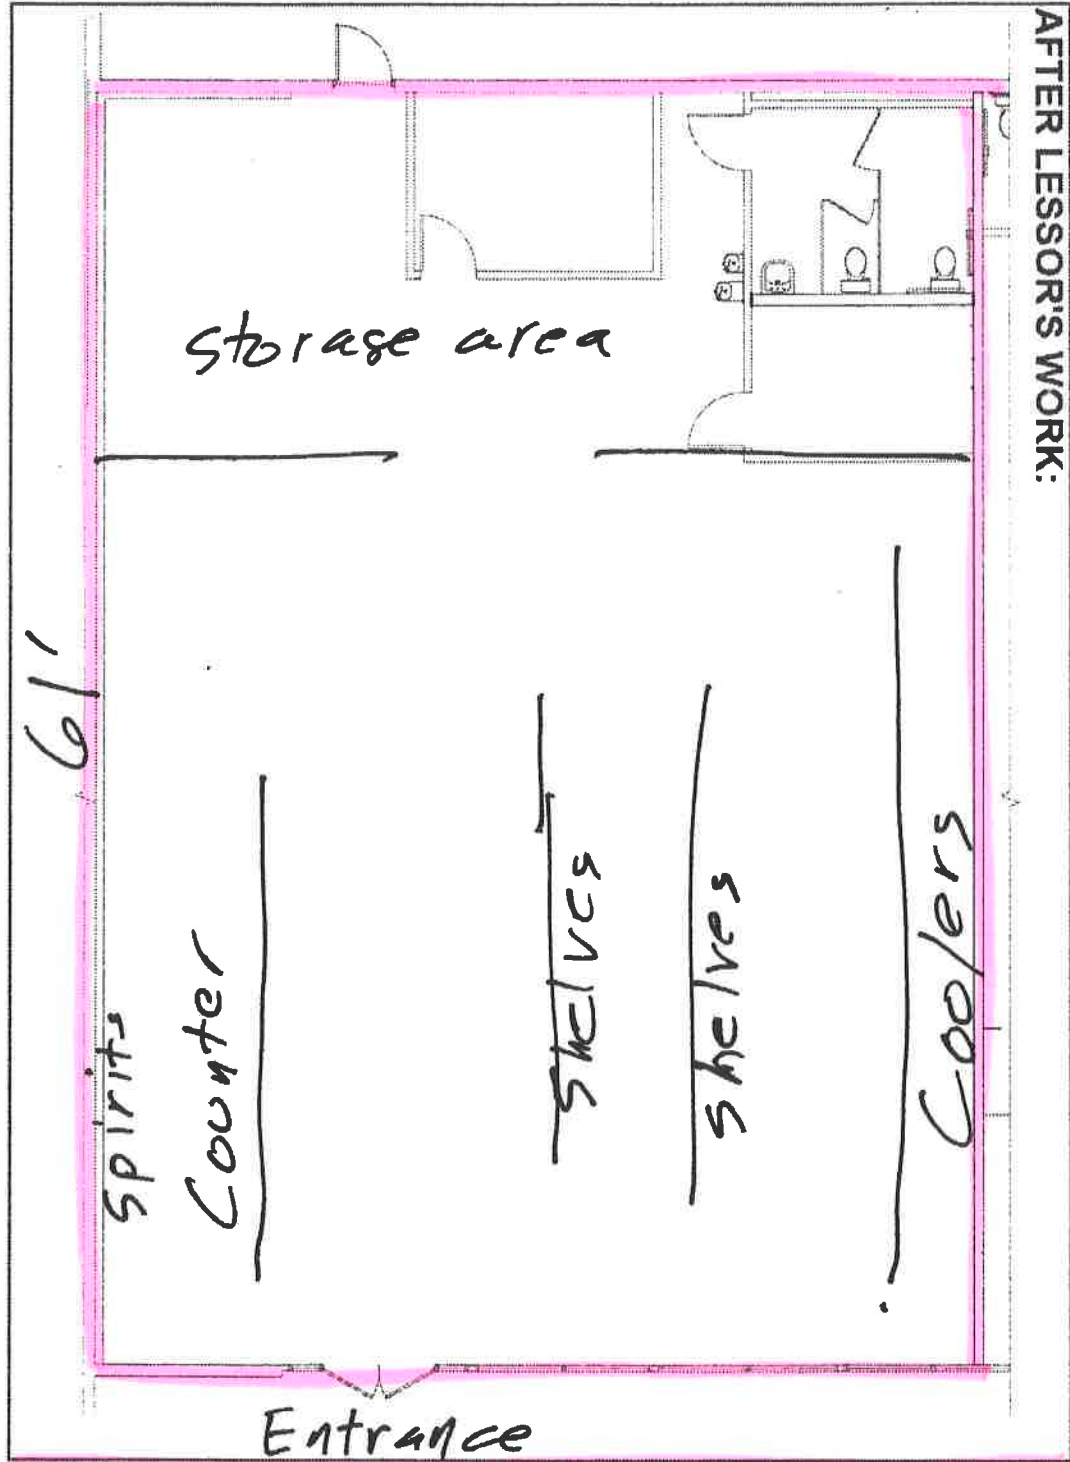 AFTER LESSOR'S WORK:
storage area
61'
Spirits
Counter
Shelves
Shelves
Coolers
Entrance